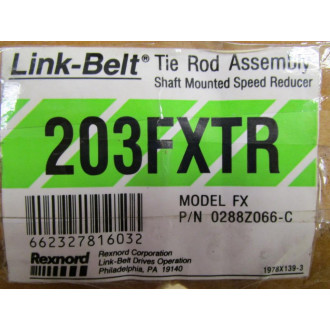 Link-Belt® Tie Rod Assembly
Shaft Mounted Speed Reducer
203FXTR
MODEL FX
P/N 0288Z066-C
662327816032
Rexnord
Rexnord Corporation
Link-Belt Drives Operation
Philadelphia, PA 19140
1978X139-3